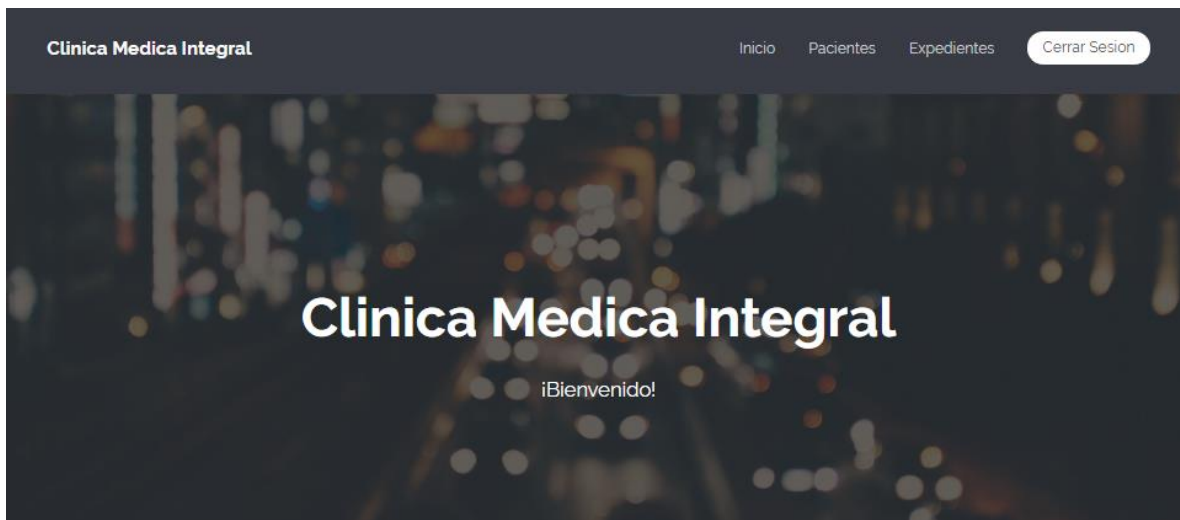 Clinica Medica Integral
Inicio Pacientes Expedientes Cerrar Sesion
Clinica Medica Integral
¡Bienvenido!